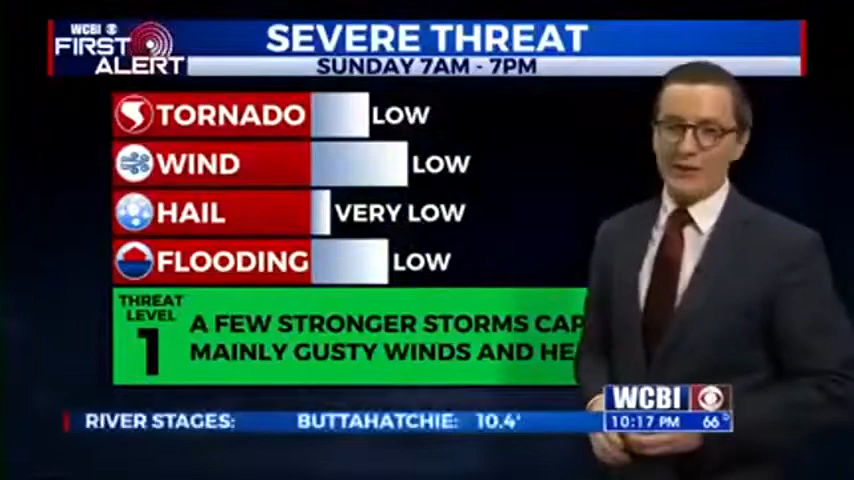 WCBI
FIRST
ALERT
SEVERE THREAT
SUNDAY 7AM - 7PM
TORNADO LOW
WIND LOW
HAIL VERY LOW
FLOODING LOW
THREAT
LEVEL
1
A FEW STRONGER STORMS
MAINLY GUSTY WINDS AND
RIVER STAGES: BUTTAHATCHIE: 10.4'
WCBI
10:17 PM 66°